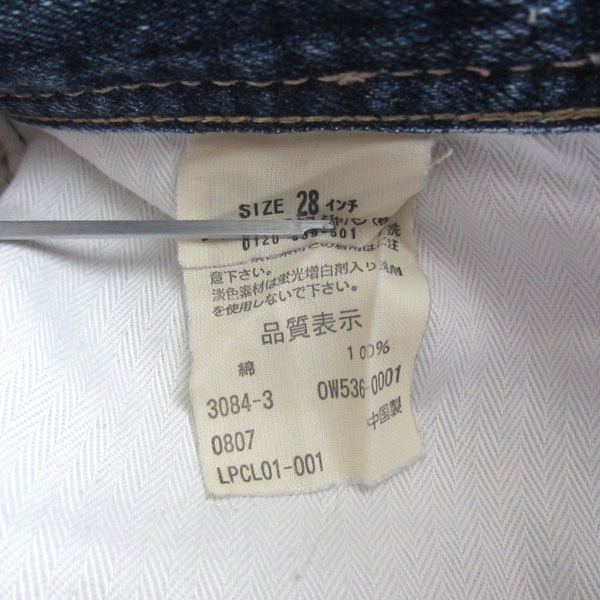 SIZE 28 インチ
意下さい。
淡色素材は蛍光増白剤入り洗剤
を使用しないで下さい。
品質表示
綿 100%
3084-3 OW536-0001
0807 中国製
LPCL01-001